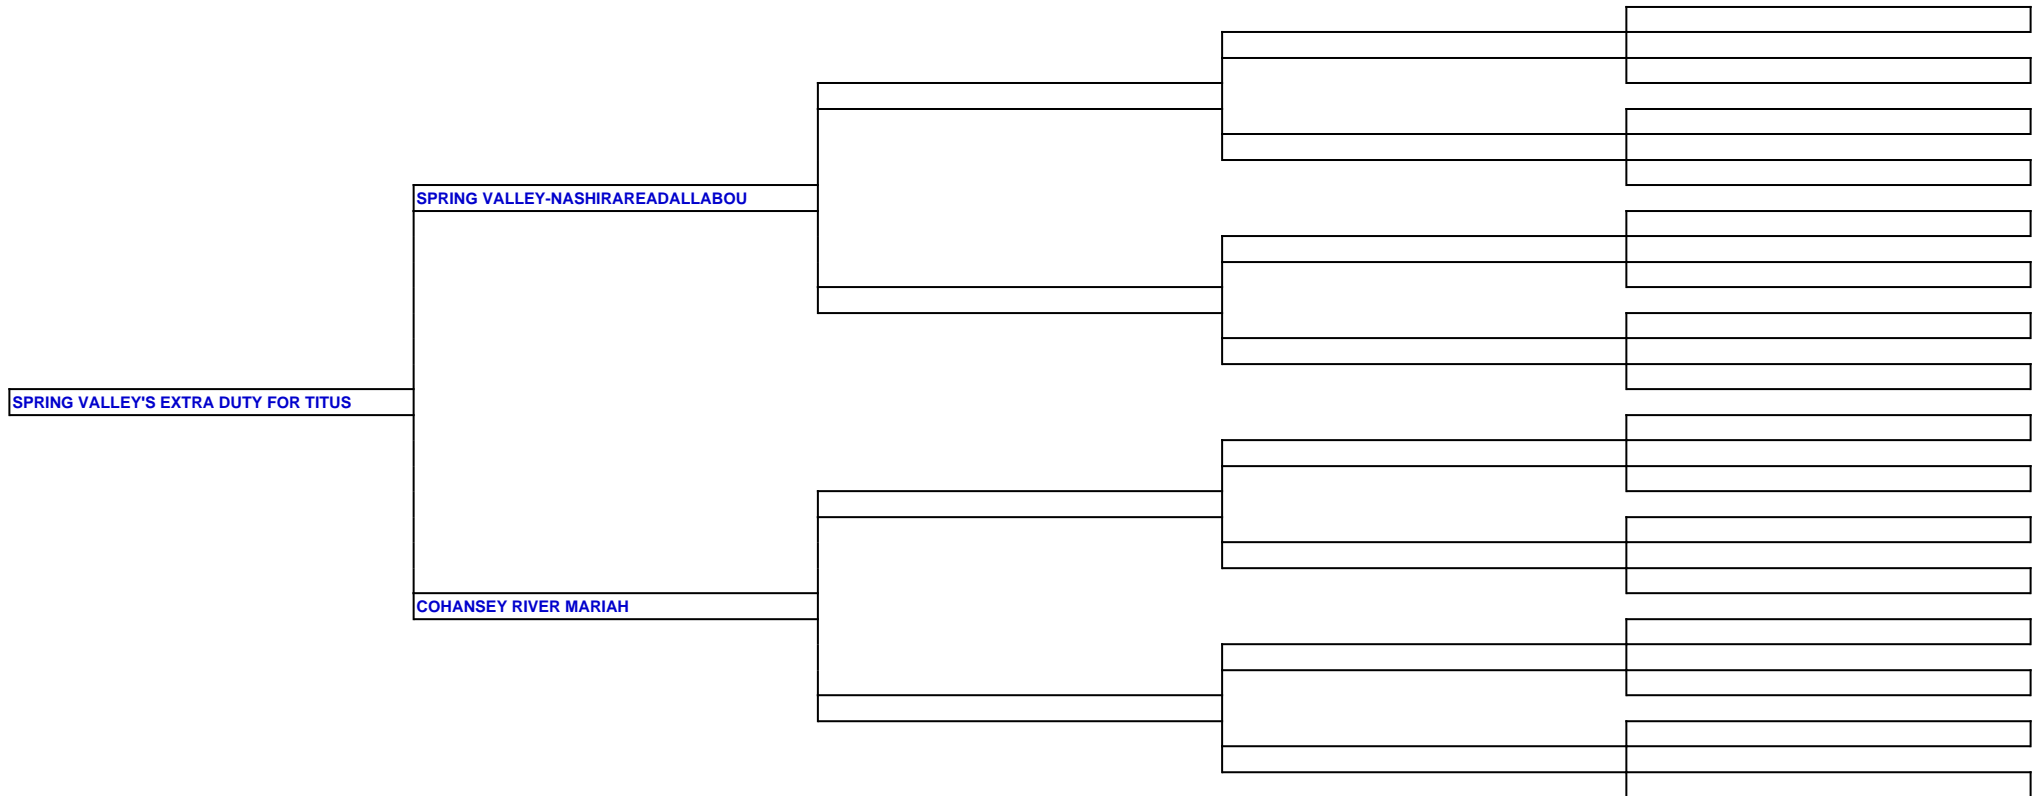 SPRING VALLEY-NASHIRAREADALLABOU
SPRING VALLEY'S EXTRA DUTY FOR TITUS
COHANSEY RIVER MARIAH